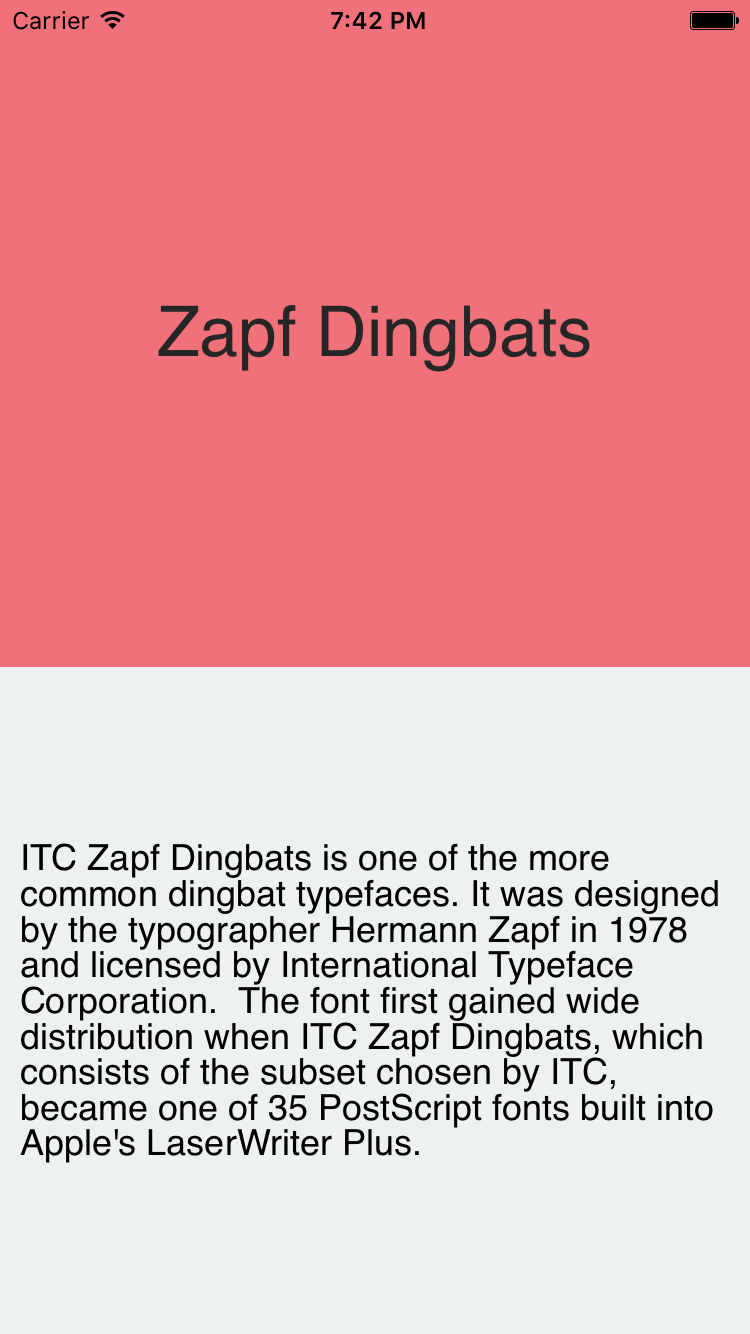 Carrier 7:42 PM
Zapf Dingbats
ITC Zapf Dingbats is one of the more
common dingbat typefaces. It was designed
by the typographer Hermann Zapf in 1978
and licensed by International Typeface
Corporation.  The font first gained wide
distribution when ITC Zapf Dingbats, which
consists of the subset chosen by ITC,
became one of 35 PostScript fonts built into
Apple's LaserWriter Plus.